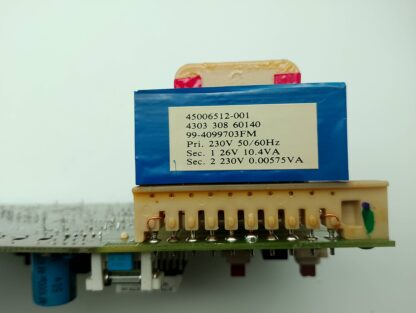 45006512-001
4303 308 60140
99-4099703FM
Pri. 230V 50/60Hz
Sec. 1 26V 10.4VA
Sec. 2 230V 0.00575VA